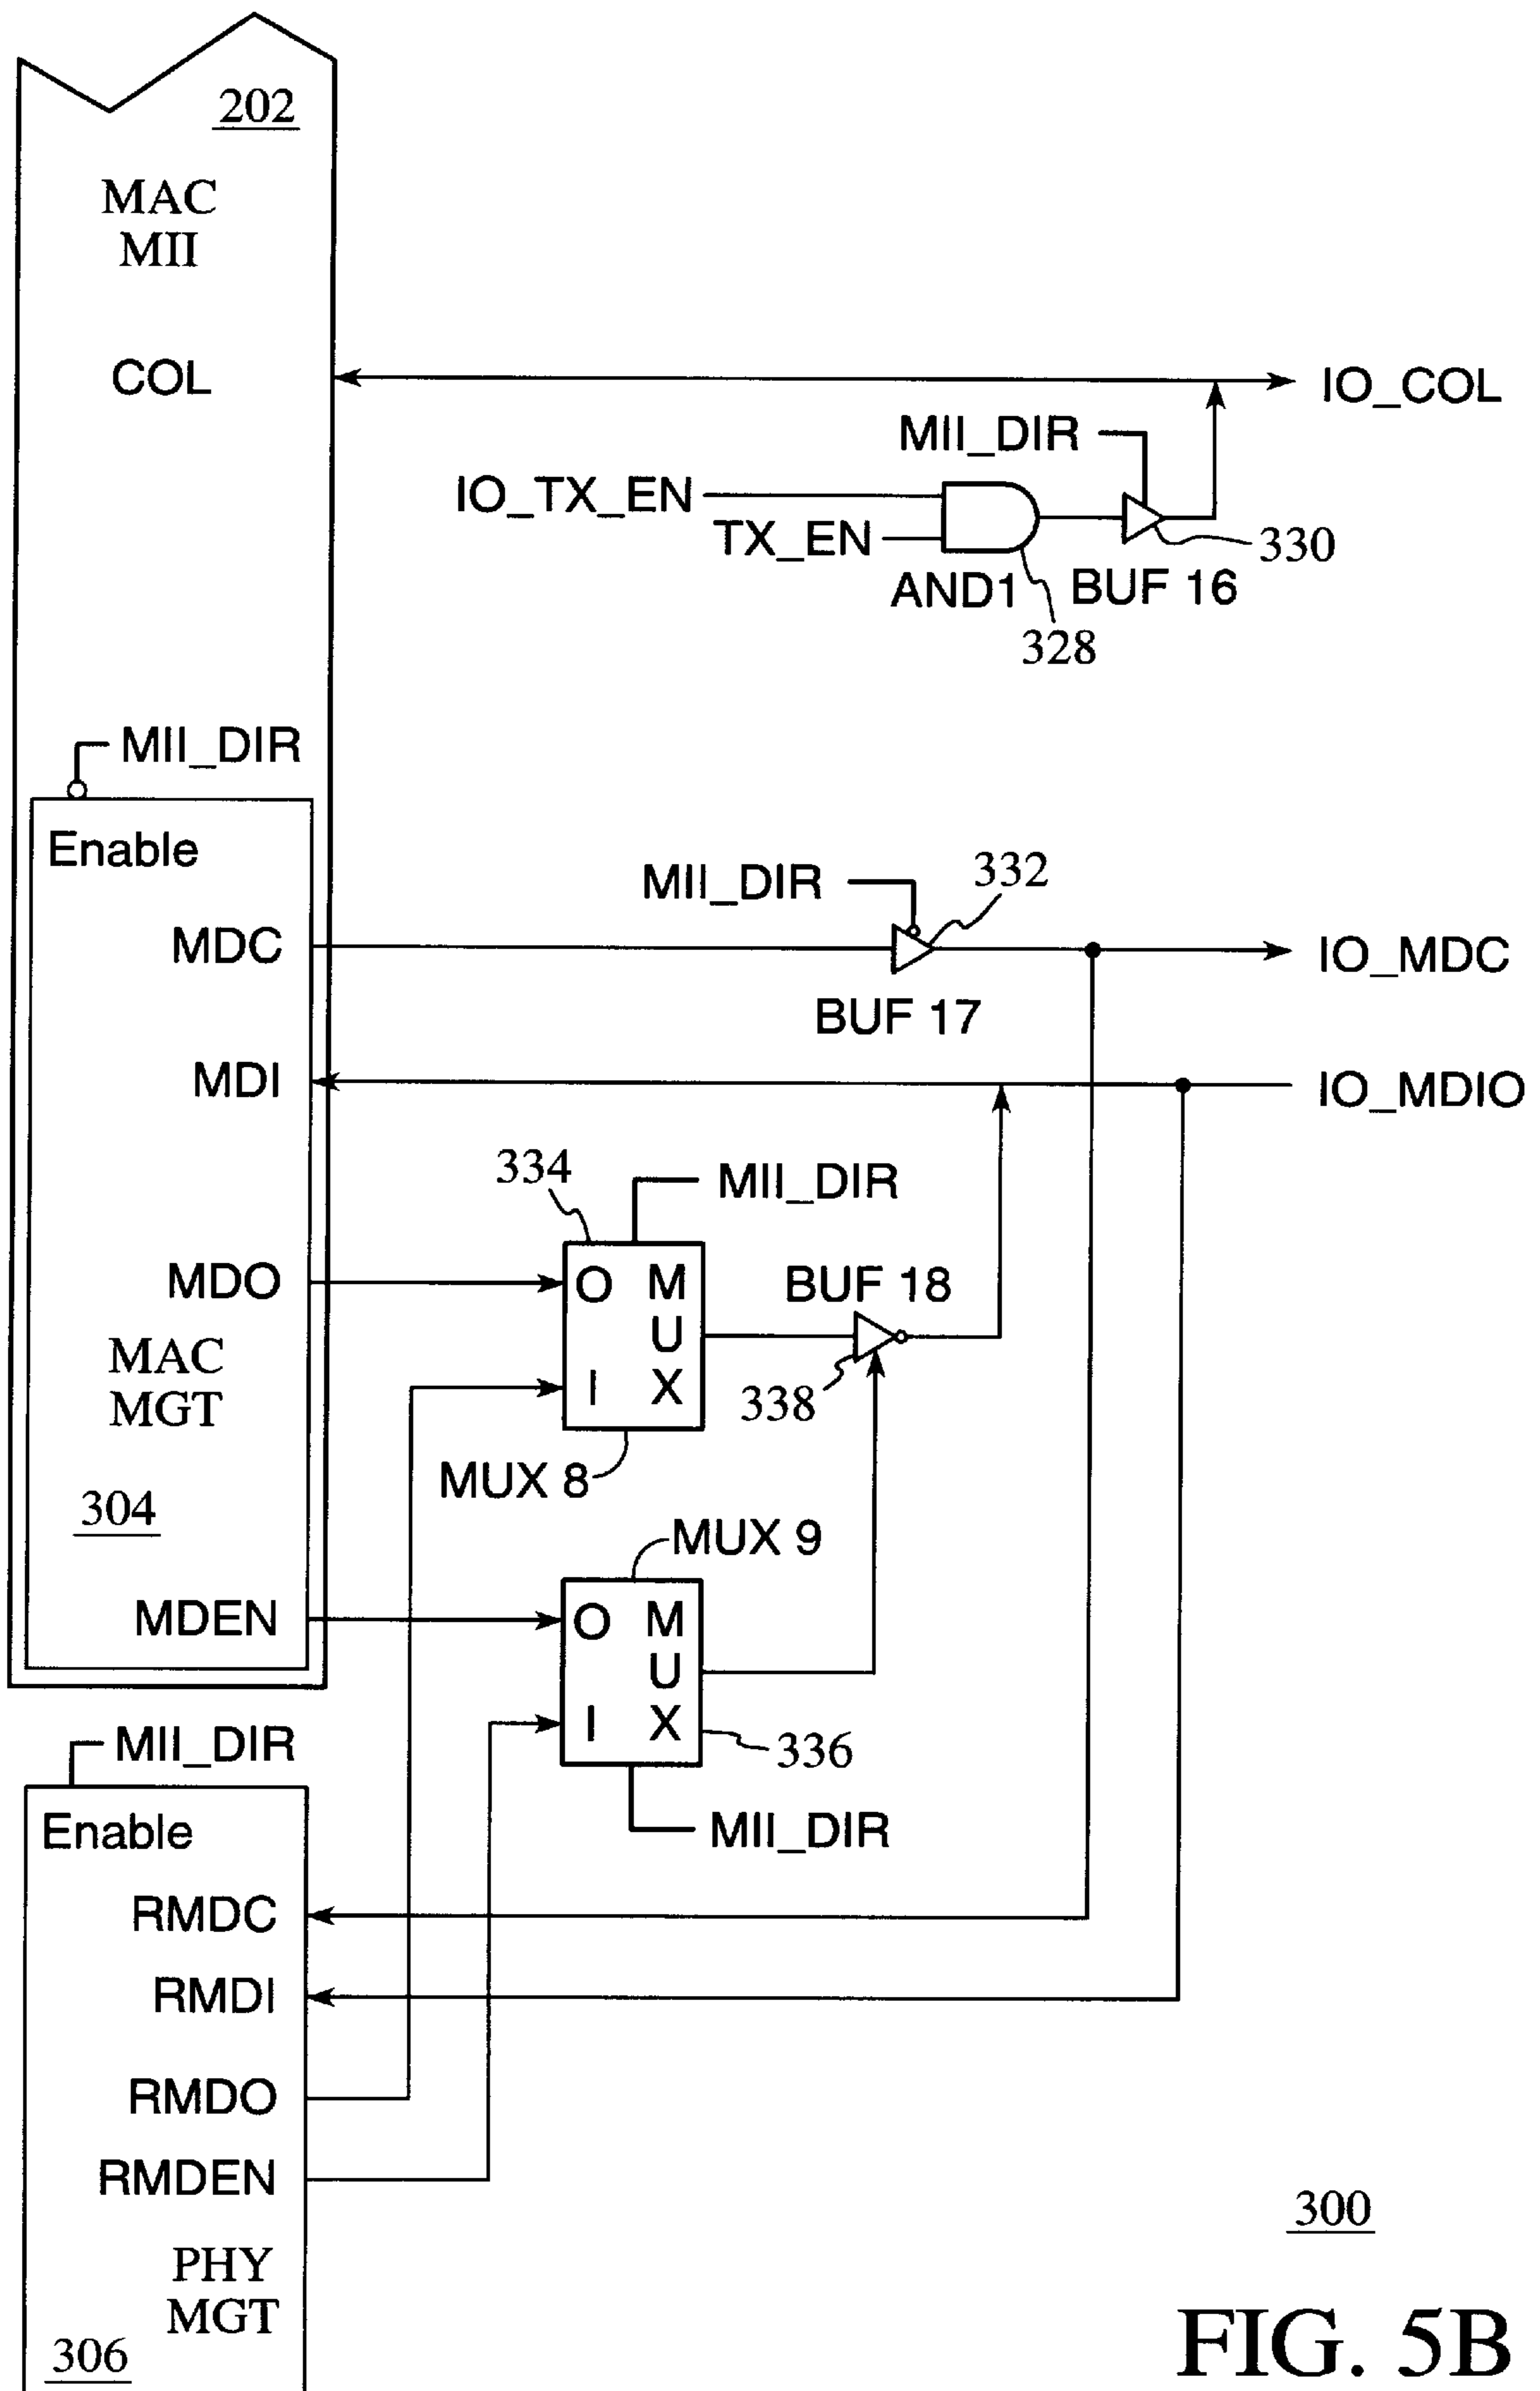 202
MAC
MII
COL
IO_COL
MII_DIR
IO_TX_EN
TX_EN
330
AND1
BUF 16
328
MII_DIR
Enable
MII_DIR
332
MDC
IO_MDC
BUF 17
MDI
IO_MDIO
334
MII_DIR
MDO
O M
U
I X
BUF 18
338
MAC
MGT
MUX 8
304
MUX 9
MDEN
O M
U
I X
336
MII_DIR
MII_DIR
Enable
RMDC
RMDI
RMDO
RMDEN
PHY
MGT
306
300
FIG. 5B